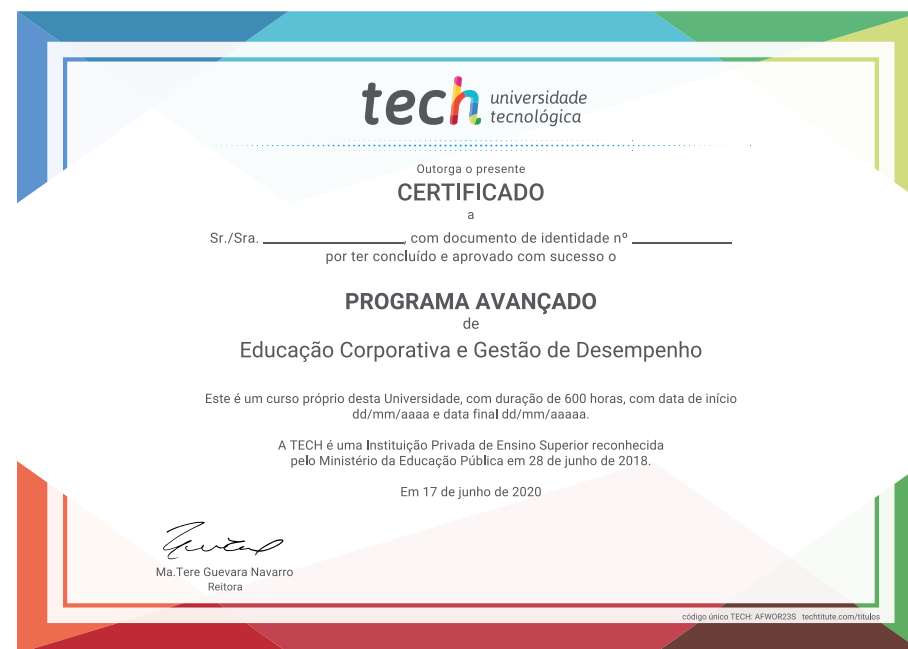 tech universidade
tecnológica
Outorga o presente
CERTIFICADO
a
Sr./Sra. ____________, com documento de identidade nº ____________
por ter concluído e aprovado com sucesso o
PROGRAMA AVANÇADO
de
Educação Corporativa e Gestão de Desempenho
Este é um curso próprio desta Universidade, com duração de 600 horas, com data de início
dd/mm/aaaa e data final dd/mm/aaaaa.
A TECH é uma Instituição Privada de Ensino Superior reconhecida
pelo Ministério da Educação Pública em 28 de junho de 2018.
Em 17 de junho de 2020
Ma.Tere Guevara Navarro
Reitora
código único TECH: AFWOR23S techtitute.com/titulos